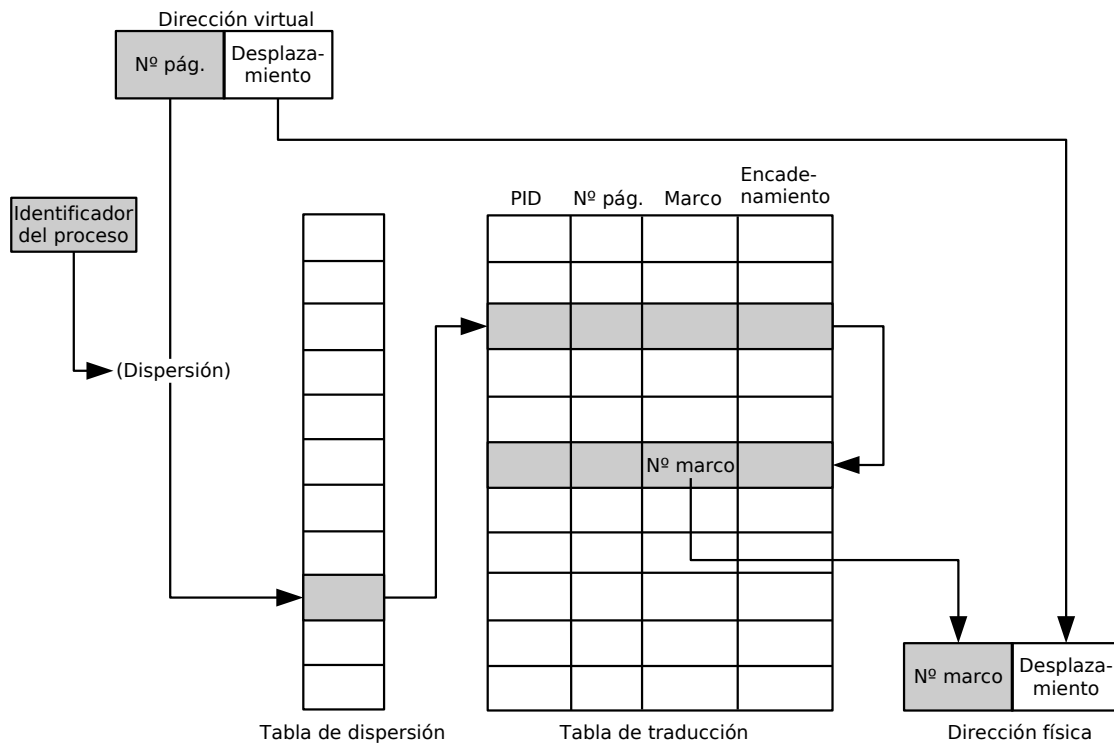 Dirección virtual
Nº pág.
Desplaza-
miento
Identificador
del proceso
(Dispersión)
PID
Nº pág.
Marco
Encade-
namiento
Nº marco
Nº marco
Desplaza-
miento
Tabla de dispersión
Tabla de traducción
Dirección física